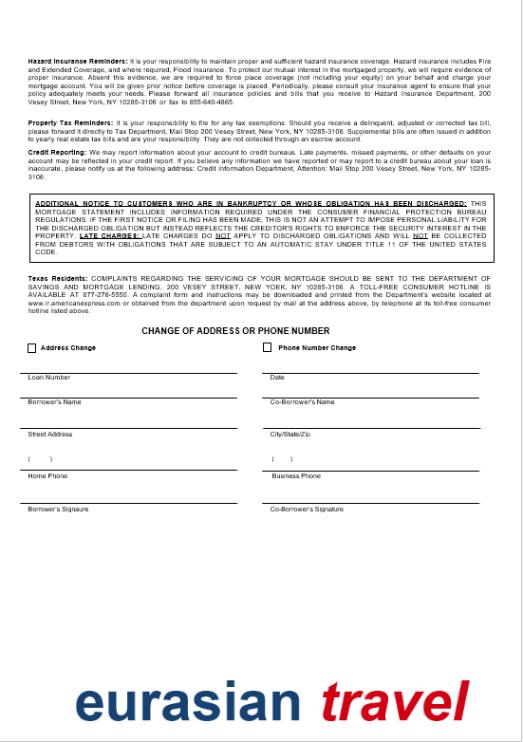 Hazard Insurance Reminders: It is your responsibility to maintain proper and sufficient hazard insurance coverage. Hazard insurance includes Fire
and Extended Coverage, and where required, Flood Insurance. To protect our mutual interest in the mortgaged property, we will require evidence of
proper insurance. Absent this evidence, we are required to force place coverage (not including your equity) on your behalf and charge your
mortgage account. You will be given prior notice before coverage is placed. Periodically, please consult your insurance agent to ensure that your
policy adequately meets your needs. Please forward all insurance policies and bills that you receive to Hazard Insurance Department, 200
Vesey Street, New York, NY 10285-3106 or fax to 855-640-4865.
Property Tax Reminders: It is your responsibility to file for any tax exemptions. Should you receive a delinquent, adjusted or corrected tax bill,
please forward it directly to Tax Department, Mail Stop 200 Vesey Street, New York, NY 10285-3106. Supplemental bills are often issued in addition
to yearly real estate tax bills and are your responsibility. They are not collected through an escrow account.
Credit Reporting: We may report information about your account to credit bureaus. Late payments, missed payments, or other defaults on your
account may be reflected in your credit report. If you believe any information we have reported or may report to a credit bureau about your loan is
inaccurate, please notify us at the following address: Credit Information Department, Attention: Mail Stop 200 Vesey Street, New York, NY 10285-
3106.
ADDITIONAL NOTICE TO CUSTOMERS WHO ARE IN BANKRUPTCY OR WHOSE OBLIGATION HAS BEEN DISCHARGED: THIS
MORTGAGE STATEMENT INCLUDES INFORMATION REQUIRED UNDER THE CONSUMER FINANCIAL PROTECTION BUREAU
REGULATIONS. IF THE FIRST NOTICE OR FILING HAS BEEN MADE, THIS IS NOT AN ATTEMPT TO IMPOSE PERSONAL LIABILITY FOR
THE DISCHARGED OBLIGATION BUT INSTEAD REFLECTS THE CREDITOR'S RIGHTS TO ENFORCE THE SECURITY INTEREST IN THE
PROPERTY. LATE CHARGES: LATE CHARGES DO NOT APPLY TO DISCHARGED OBLIGATIONS AND WILL NOT BE COLLECTED
FROM DEBTORS WITH OBLIGATIONS THAT ARE SUBJECT TO AN AUTOMATIC STAY UNDER TITLE 11 OF THE UNITED STATES
CODE.
Texas Residents: COMPLAINTS REGARDING THE SERVICING OF YOUR MORTGAGE SHOULD BE SENT TO THE DEPARTMENT OF
SAVINGS AND MORTGAGE LENDING, 200 VESEY STREET, NEW YORK, NY 10285-3106. A TOLL-FREE CONSUMER HOTLINE IS
AVAILABLE AT 877-276-5550. A complaint form and instructions may be downloaded and printed from the Department's website located at
www.ir.americanexpress.com or obtained from the department upon request by mail at the address above, by telephone at its toll-free consumer
hotline listed above.
CHANGE OF ADDRESS OR PHONE NUMBER
Address Change Phone Number Change
Loan Number Date
Borrower's Name Co-Borrower's Name
Street Address City/State/Zip
( ) ( )
Home Phone Business Phone
Borrower's Signaure Co-Borrower's Signature
eurasian travel